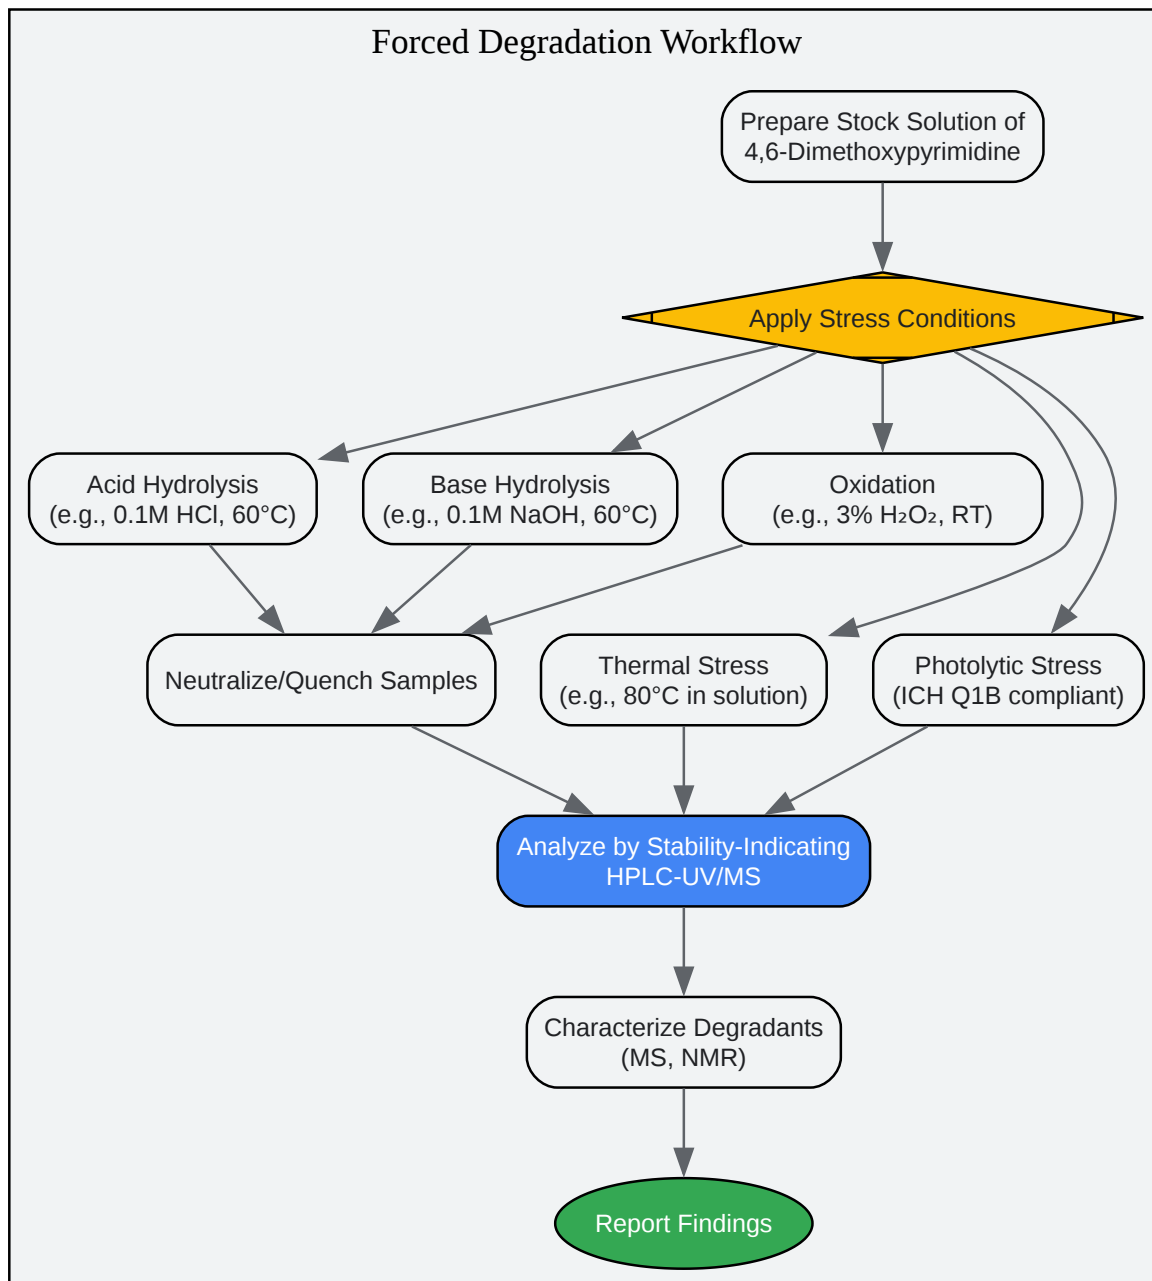 Forced Degradation Workflow
Prepare Stock Solution of
4,6-Dimethoxypyrimidine
Apply Stress Conditions
Acid Hydrolysis
(e.g., 0.1M HCl, 60°C)
Base Hydrolysis
(e.g., 0.1M NaOH, 60°C)
Oxidation
(e.g., 3% H₂O₂, RT)
Neutralize/Quench Samples
Thermal Stress
(e.g., 80°C in solution)
Photolytic Stress
(ICH Q1B compliant)
Analyze by Stability-Indicating
HPLC-UV/MS
Characterize Degradants
(MS, NMR)
Report Findings